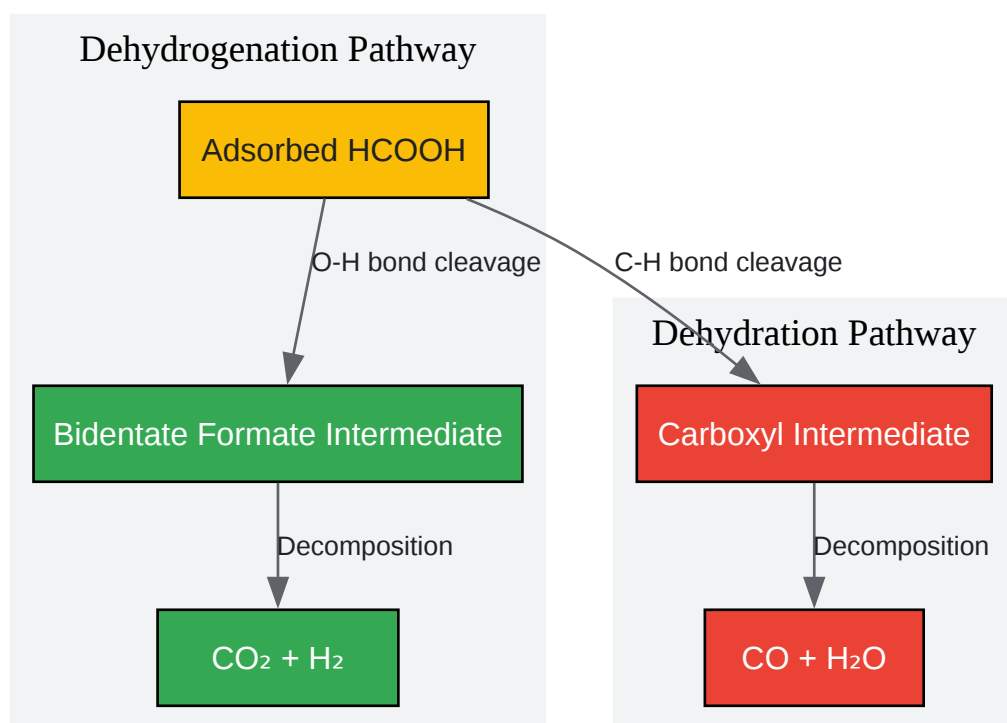 Dehydrogenation Pathway
Adsorbed HCOOH
O-H bond cleavage
C-H bond cleavage
Dehydration Pathway
Bidentate Formate Intermediate
Carboxyl Intermediate
Decomposition
Decomposition
CO₂ + H₂
CO + H₂O